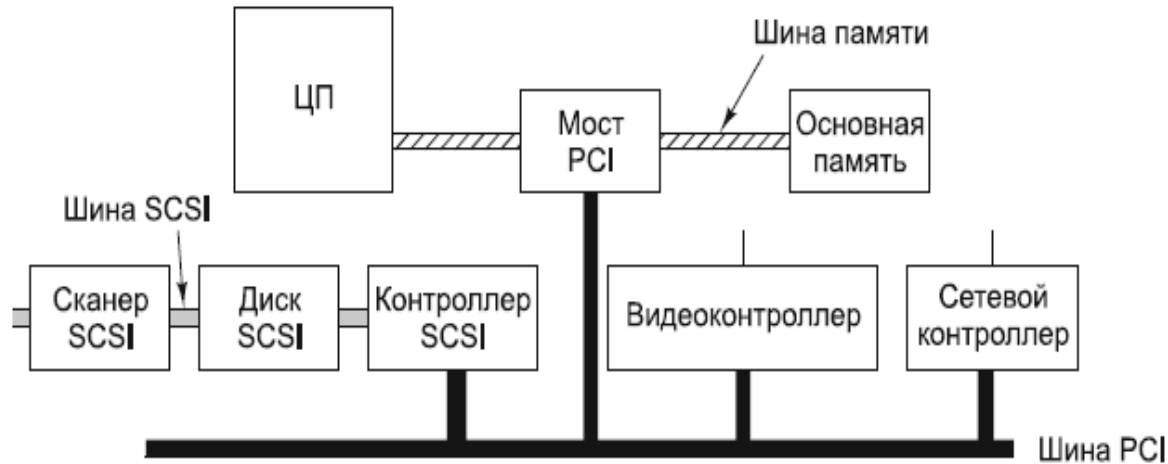 Шина памяти
ЦП
Мост
PCI
Основная
память
Шина SCSI
Сканер
SCSI
Диск
SCSI
Контроллер
SCSI
Видеоконтроллер
Сетевой
контроллер
Шина PCI